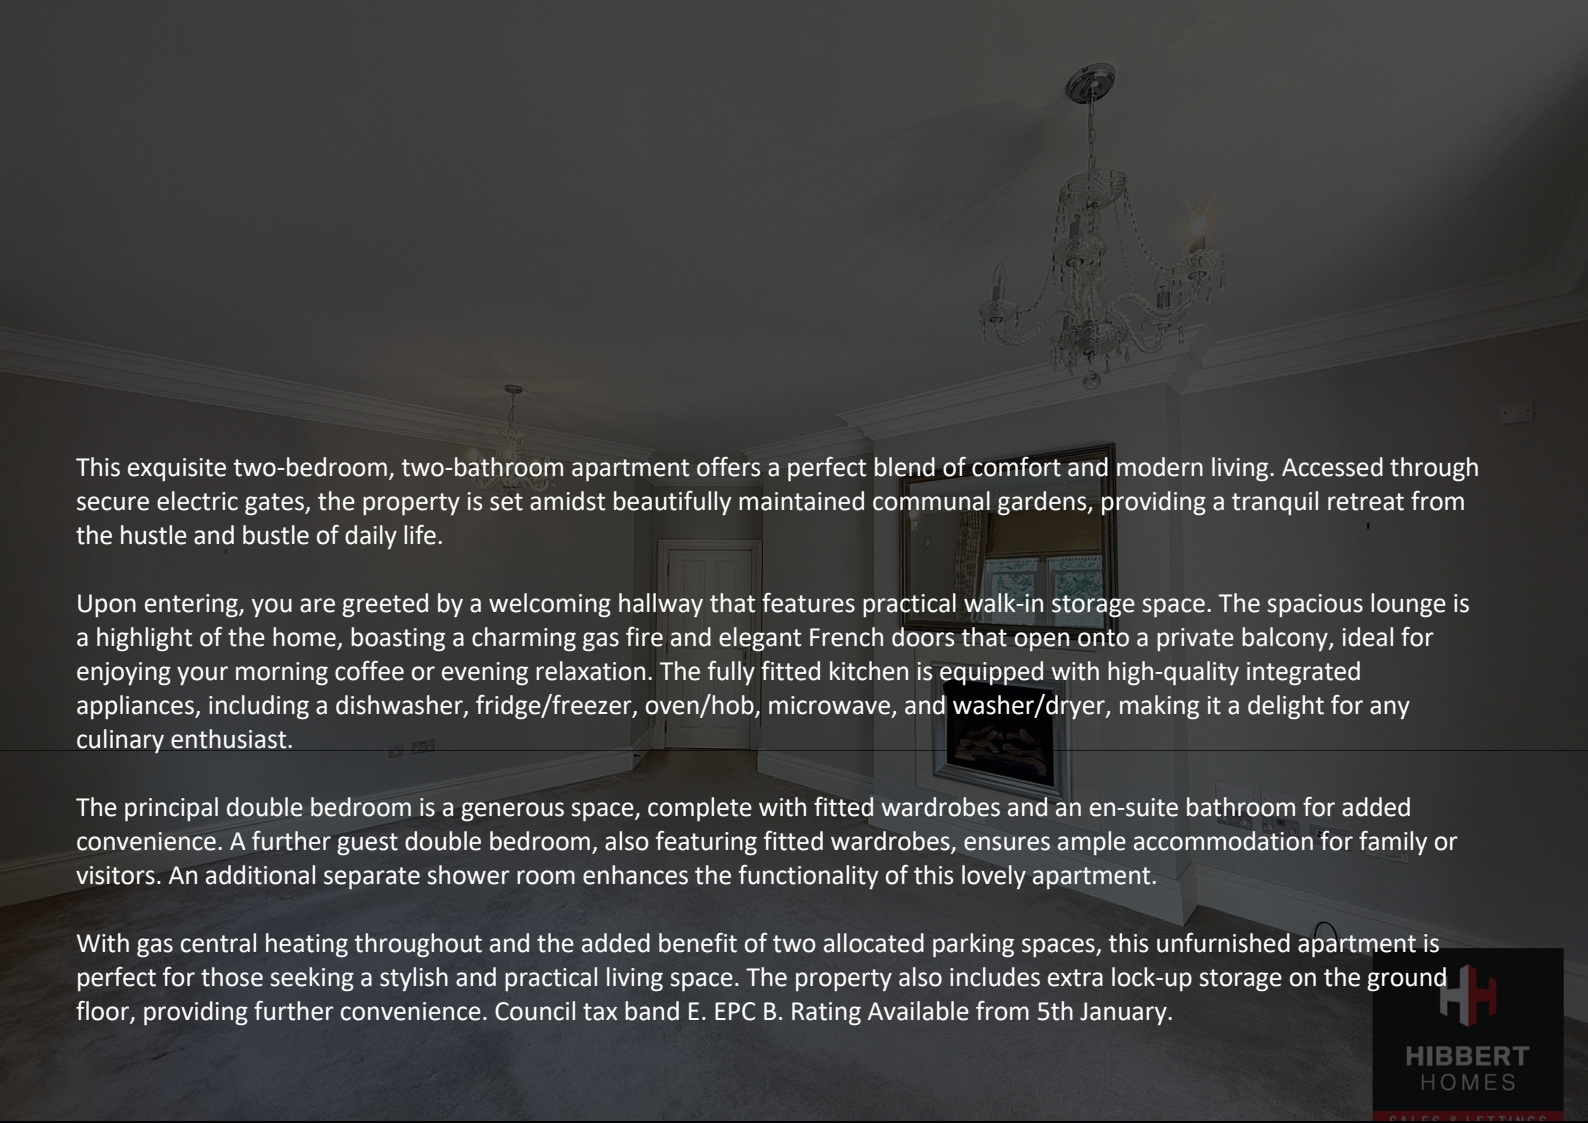 This exquisite two-bedroom, two-bathroom apartment offers a perfect blend of comfort and modern living. Accessed through
secure electric gates, the property is set amidst beautifully maintained communal gardens, providing a tranquil retreat from
the hustle and bustle of daily life.
Upon entering, you are greeted by a welcoming hallway that features practical walk-in storage space. The spacious lounge is
a highlight of the home, boasting a charming gas fire and elegant French doors that open onto a private balcony, ideal for
enjoying your morning coffee or evening relaxation. The fully fitted kitchen is equipped with high-quality integrated
appliances, including a dishwasher, fridge/freezer, oven/hob, microwave, and washer/dryer, making it a delight for any
culinary enthusiast.
The principal double bedroom is a generous space, complete with fitted wardrobes and an en-suite bathroom for added
convenience. A further guest double bedroom, also featuring fitted wardrobes, ensures ample accommodation for family or
visitors. An additional separate shower room enhances the functionality of this lovely apartment.
With gas central heating throughout and the added benefit of two allocated parking spaces, this unfurnished apartment is
perfect for those seeking a stylish and practical living space. The property also includes extra lock-up storage on the ground
floor, providing further convenience. Council tax band E. EPC B. Rating Available from 5th January.
HIBBERT
HOMES
SALES & LETTINGS